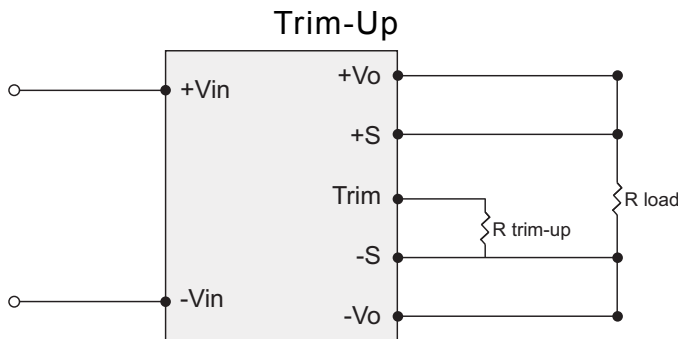 Trim-Up
+Vin
-Vin
+Vo
+S
Trim
-S
-Vo
R trim-up
R load